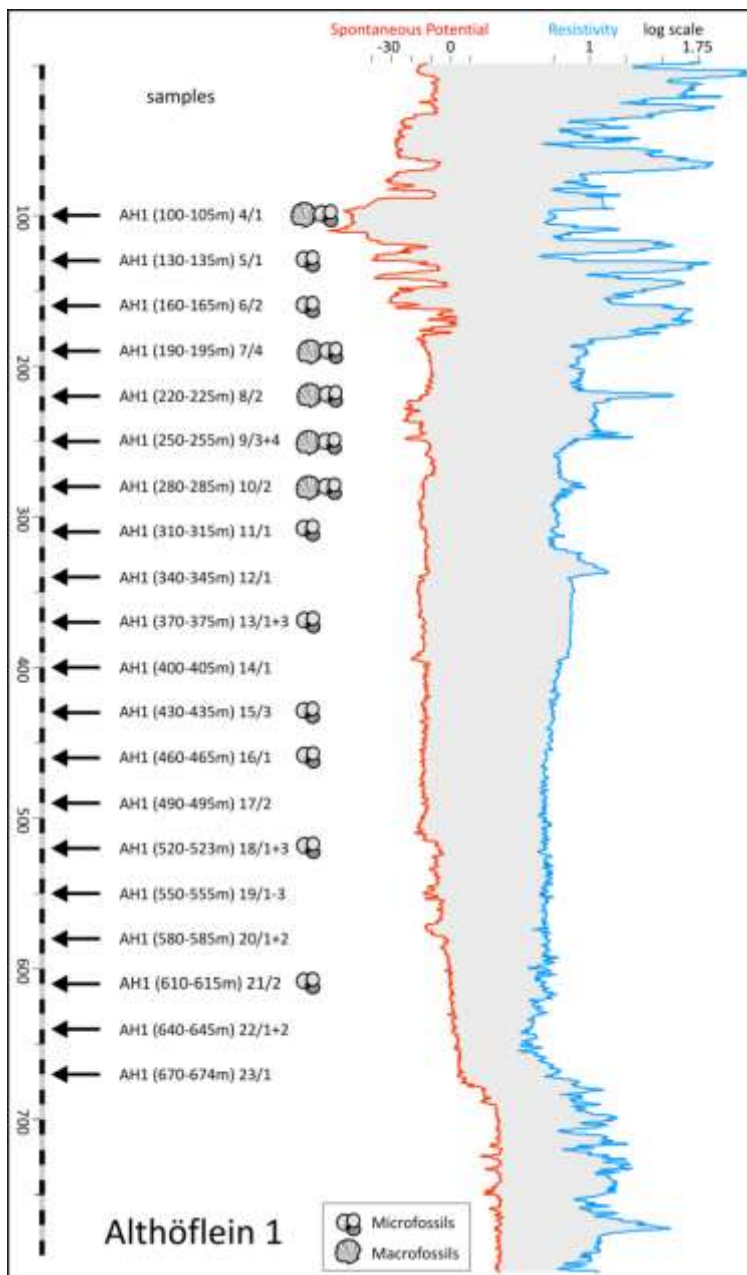 Spontaneous Potential Resistivity log scale
-30 0 1 1.75
samples
100
AH1 (100-105m) 4/1
AH1 (130-135m) 5/1
AH1 (160-165m) 6/2
AH1 (190-195m) 7/4
200
AH1 (220-225m) 8/2
AH1 (250-255m) 9/3+4
AH1 (280-285m) 10/2
300
AH1 (310-315m) 11/1
AH1 (340-345m) 12/1
AH1 (370-375m) 13/1+3
400
AH1 (400-405m) 14/1
AH1 (430-435m) 15/3
AH1 (460-465m) 16/1
AH1 (490-495m) 17/2
500
AH1 (520-523m) 18/1+3
AH1 (550-555m) 19/1-3
AH1 (580-585m) 20/1+2
600
AH1 (610-615m) 21/2
AH1 (640-645m) 22/1+2
AH1 (670-674m) 23/1
700
Althöflein 1
Microfossils
Macrofossils